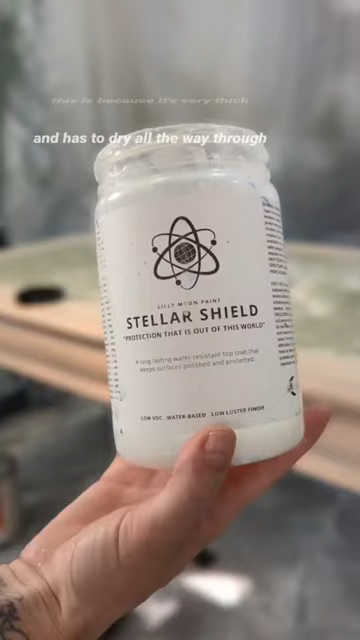 this is because it's very thick
and has to dry all the way through
LILLY MOON PAINT
STELLAR SHIELD
"PROTECTION THAT IS OUT OF THIS WORLD"
A long lasting water-resistant top coat that
keeps surfaces polished and protected.
LOW VOC . WATER-BASED . LOW LUSTER FINISH